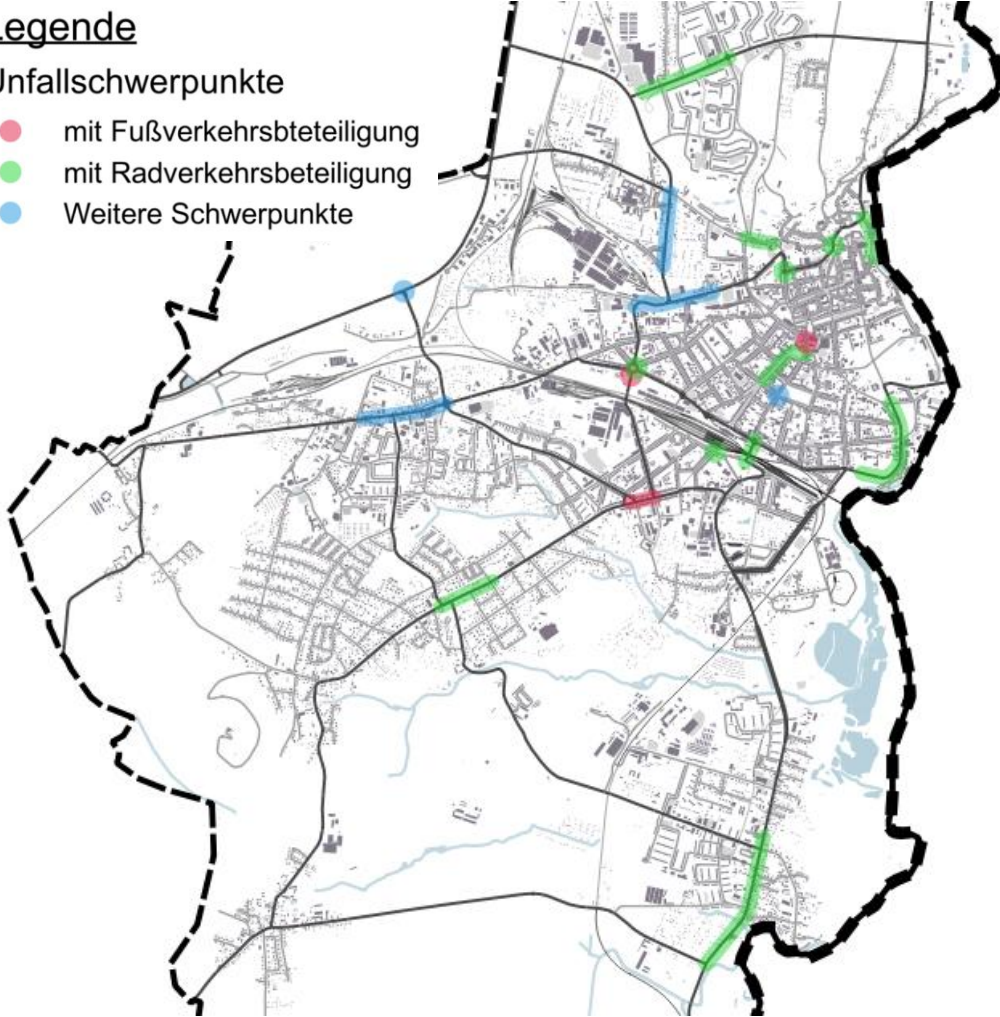 Legende
Unfallschwerpunkte
mit Fußverkehrsbteteiligung
mit Radverkehrsbeteiligung
Weitere Schwerpunkte